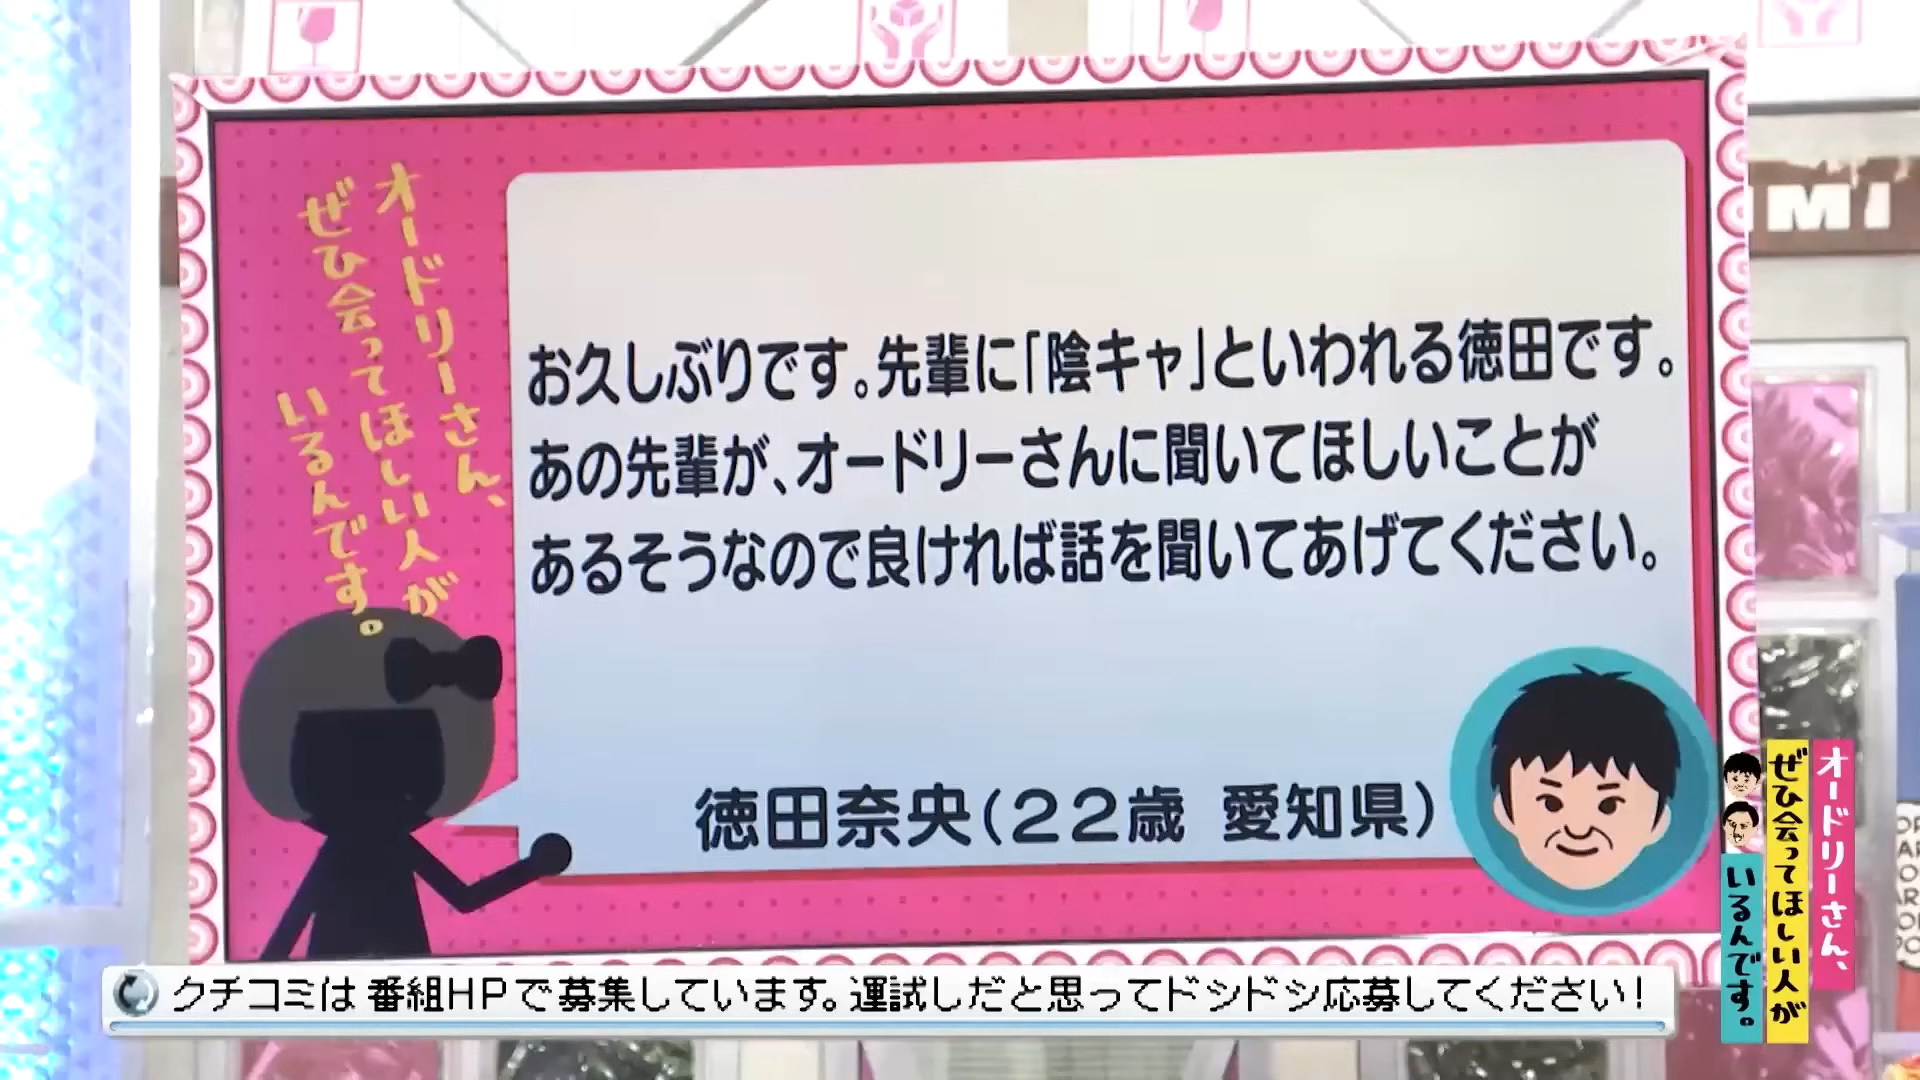 オードリーさん、
ぜひ会ってほしい人が
いるんです。
お久しぶりです。先輩に「陰キャ」といわれる徳田です。
あの先輩が、オードリーさんに聞いてほしいことが
あるそうなので良ければ話を聞いてあげてください。
徳田奈央(22歳 愛知県)
オードリーさん、
ぜひ会ってほしい人が
いるんです。
クチコミは 番組HPで募集しています。運試しだと思ってドシドシ応募してください!